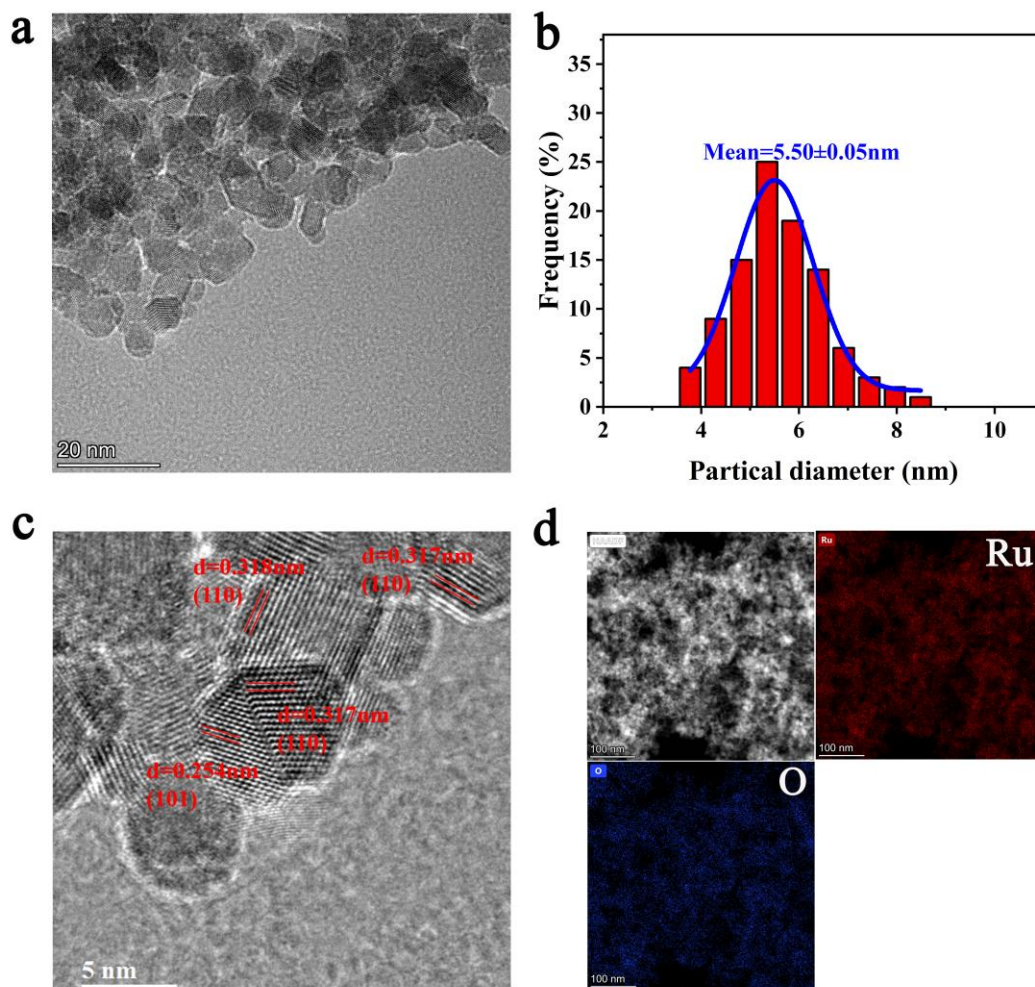 a
20 nm
b
Mean=5.50±0.05nm
Frequency (%)
35
30
25
20
15
10
5
0
2
4
6
8
10
Partical diameter (nm)
c
d=0.318nm
(110)
d=0.317nm
(110)
d=0.317nm
(110)
d=0.254nm
(101)
5 nm
d
HAADF
100 nm
Ru
Ru
100 nm
O
O
100 nm